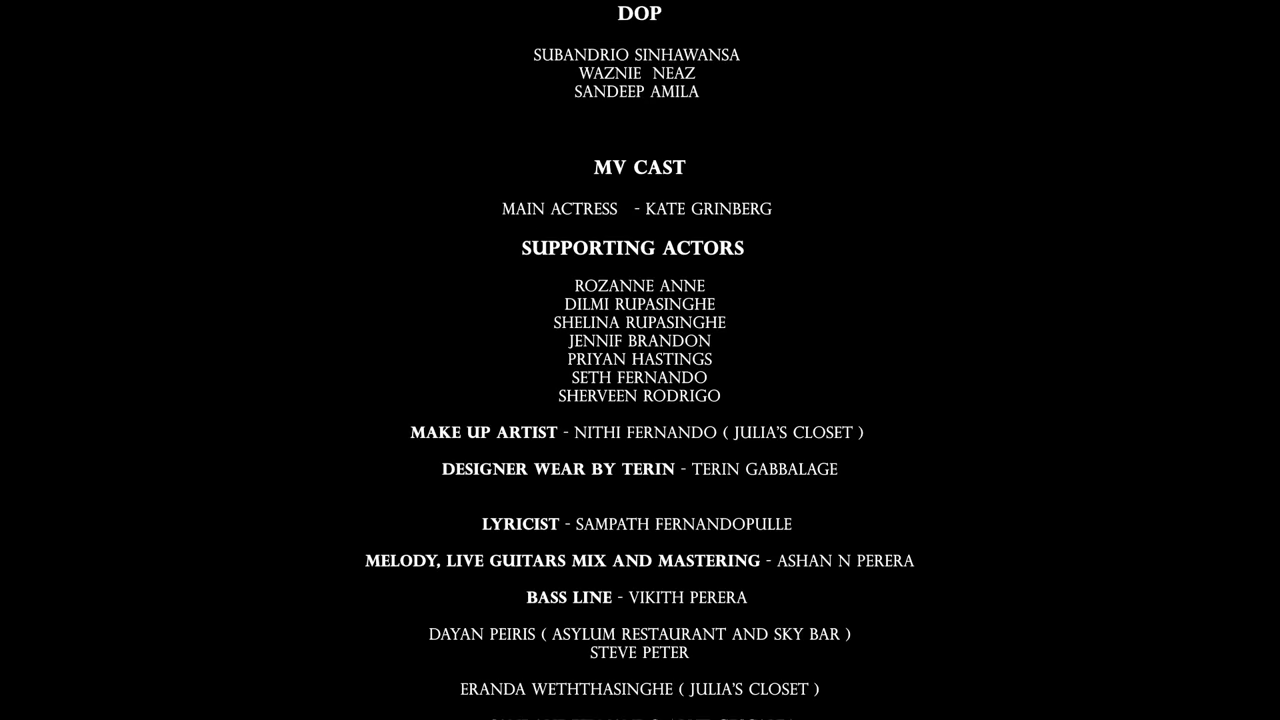 DOP
SUBANDRIO SINHAWANSA
WAZNIE NEAZ
SANDEEP AMILA
MV CAST
MAIN ACTRESS - KATE GRINBERG
SUPPORTING ACTORS
ROZANNE ANNE
DILMI RUPASINGHE
SHELINA RUPASINGHE
JENNIF BRANDON
PRIYAN HASTINGS
SETH FERNANDO
SHERVEEN RODRIGO
MAKE UP ARTIST - NITHI FERNANDO ( JULIA'S CLOSET )
DESIGNER WEAR BY TERIN - TERIN GABBALAGE
LYRICIST - SAMPATH FERNANDOPULLE
MELODY, LIVE GUITARS MIX AND MASTERING - ASHAN N PERERA
BASS LINE - VIKITH PERERA
DAYAN PEIRIS ( ASYLUM RESTAURANT AND SKY BAR )
STEVE PETER
ERANDA WETHTHASINGHE ( JULIA'S CLOSET )